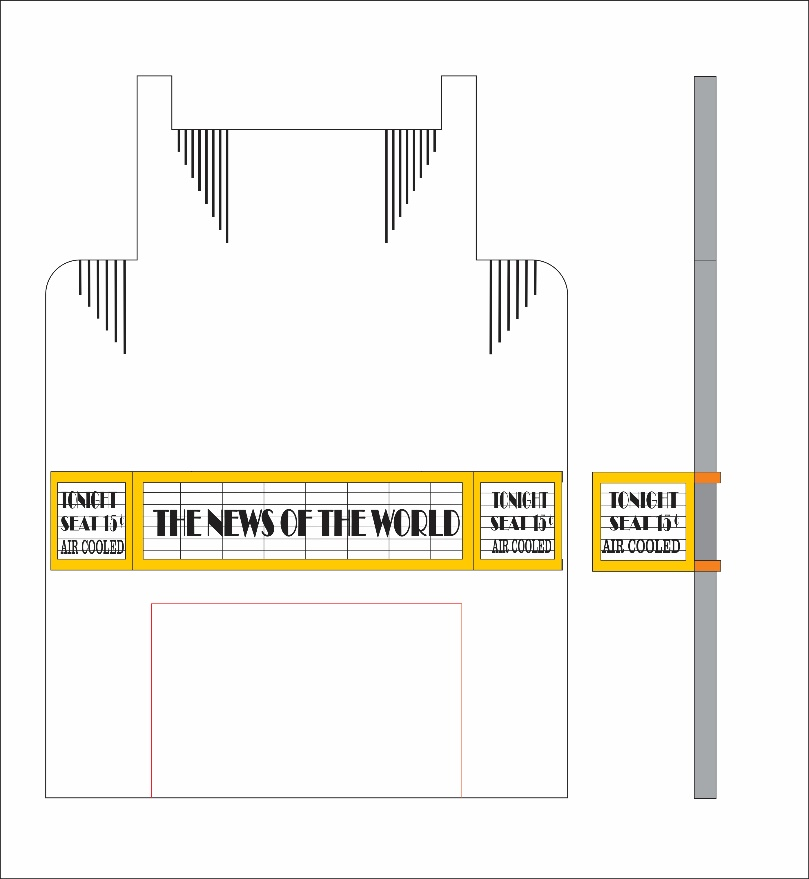 TONIGHT
SEAT 15¢
AIR COOLED
THE NEWS OF THE WORLD
TONIGHT
SEAT 15¢
AIR COOLED
TONIGHT
SEAT 15¢
AIR COOLED